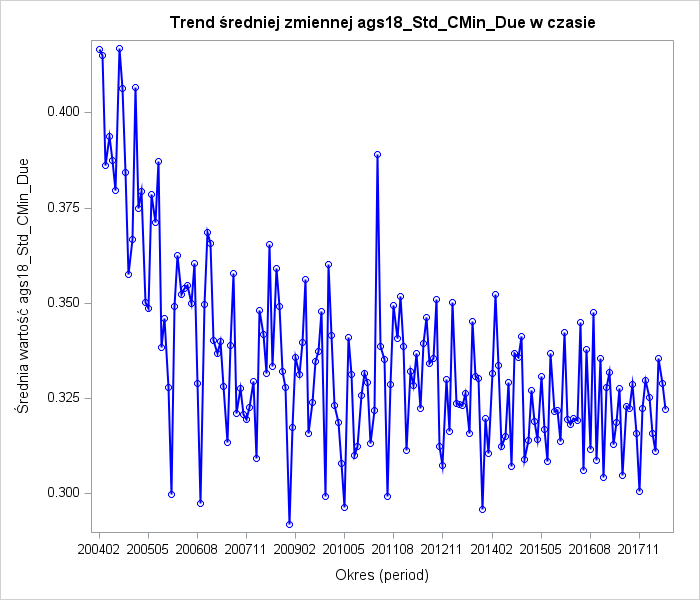 Trend średniej zmiennej ags18_Std_CMin_Due w czasie
Średnia wartość ags18_Std_CMin_Due
0.400
0.375
0.350
0.325
0.300
200402 200505 200608 200711 200902 201005 201108 201211 201402 201505 201608 201711
Okres (period)